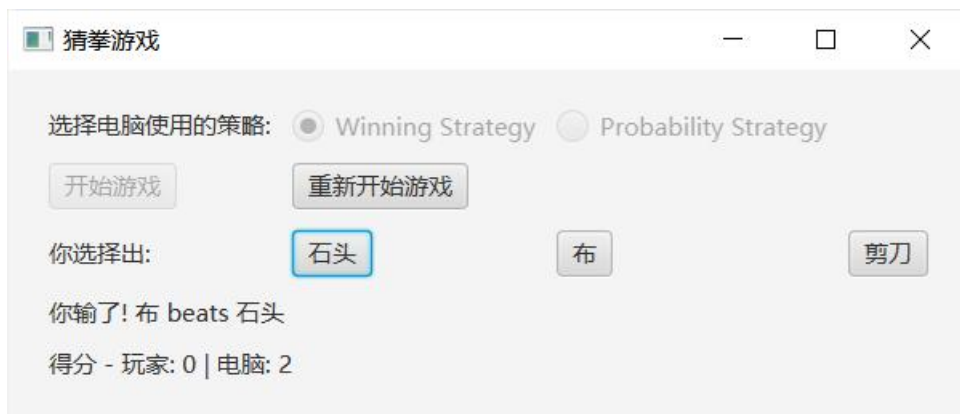 猜拳游戏
选择电脑使用的策略: Winning Strategy Probability Strategy
开始游戏 重新开始游戏
你选择出: 石头 布 剪刀
你输了! 布 beats 石头
得分 - 玩家: 0 | 电脑: 2